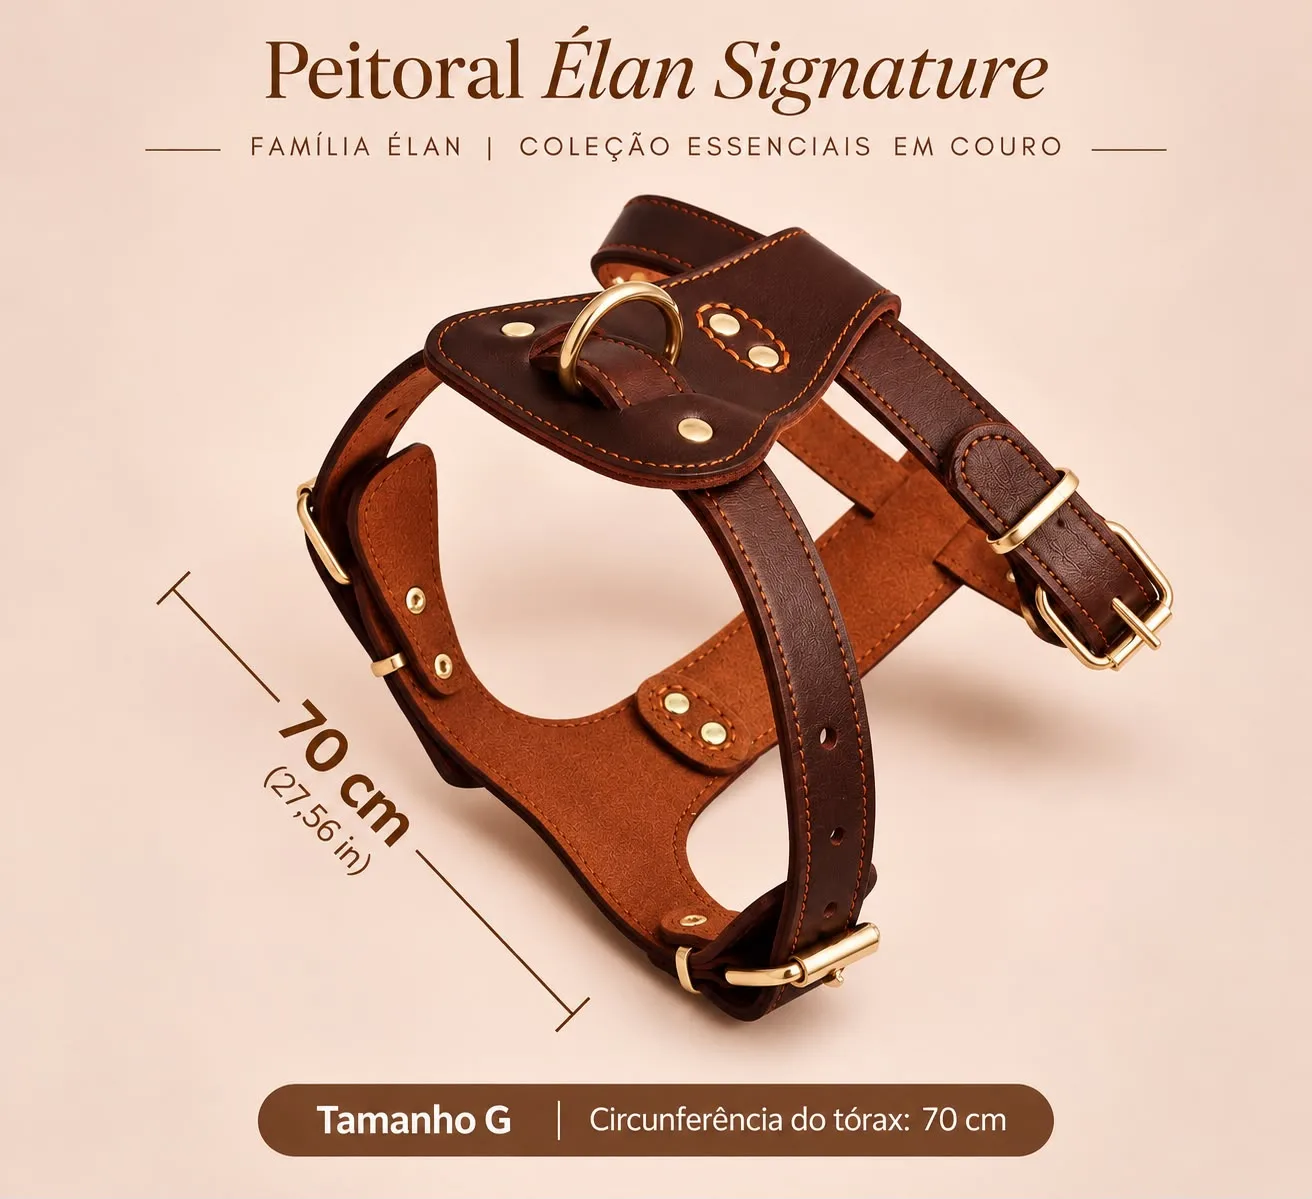 Peitoral Élan Signature
FAMÍLIA ÉLAN | COLEÇÃO ESSENCIAIS EM COURO
70 cm
(27,56 in)
Tamanho G | Circunferência do tórax: 70 cm